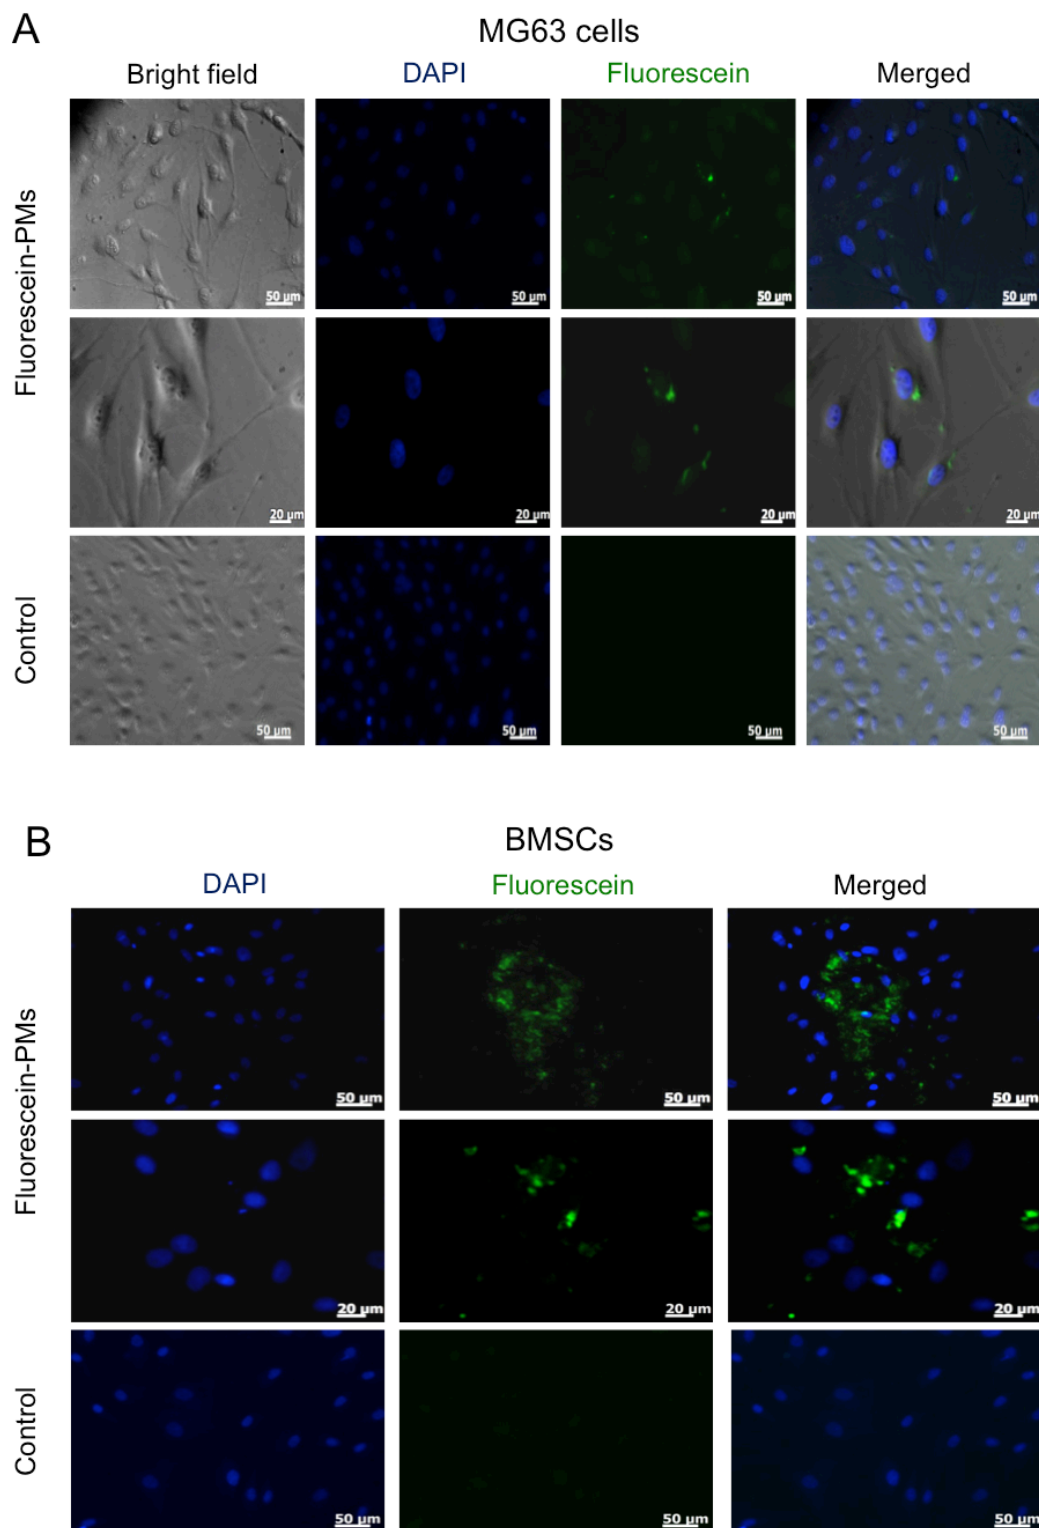 A
MG63 cells
Bright field DAPI Fluorescein Merged
Fluorescein-PMs
50 µm 50 µm 50 µm 50 µm
20 µm 20 µm 20 µm 20 µm
Control
50 µm 50 µm 50 µm 50 µm
B
BMSCs
DAPI Fluorescein Merged
Fluorescein-PMs
50 µm 50 µm 50 µm
20 µm 20 µm 20 µm
Control
50 µm 50 µm 50 µm